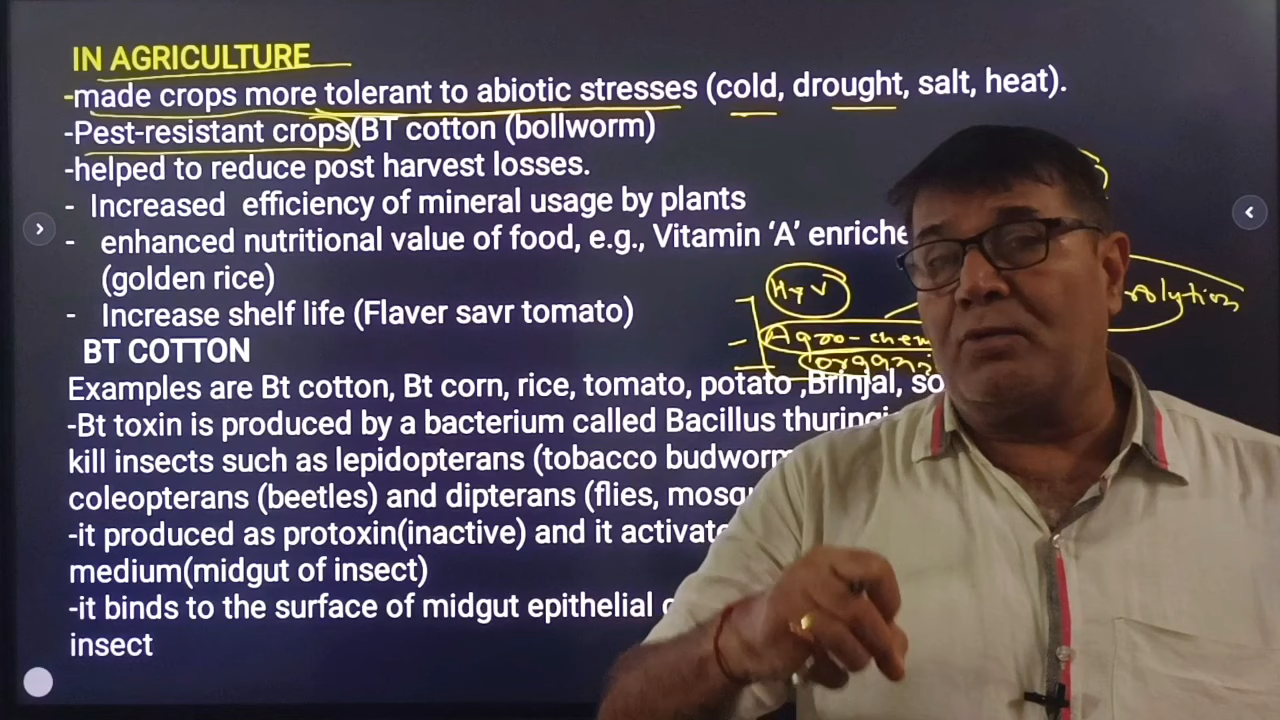 IN AGRICULTURE
-made crops more tolerant to abiotic stresses (cold, drought, salt, heat).
-Pest-resistant crops(BT cotton (bollworm)
-helped to reduce post harvest losses.
- Increased efficiency of mineral usage by plants
- enhanced nutritional value of food, e.g., Vitamin ‘A’ enriche
(golden rice)
- Increase shelf life (Flaver savr tomato)
HYV
Agro-chem
organi
BT COTTON
Examples are Bt cotton, Bt corn, rice, tomato, potato ,Brinjal, so
-Bt toxin is produced by a bacterium called Bacillus thuringi
kill insects such as lepidopterans (tobacco budworm
coleopterans (beetles) and dipterans (flies, mosqu
-it produced as protoxin(inactive) and it activate
medium(midgut of insect)
-it binds to the surface of midgut epithelial c
insect